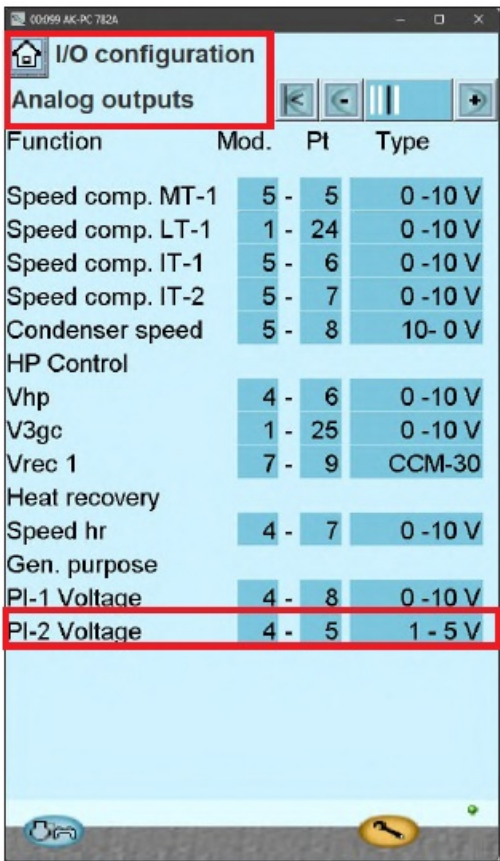 00:099 AK-PC 782A
I/O configuration
Analog outputs
Function Mod. Pt Type
Speed comp. MT-1 5 - 5 0 -10 V
Speed comp. LT-1 1 - 24 0 -10 V
Speed comp. IT-1 5 - 6 0 -10 V
Speed comp. IT-2 5 - 7 0 -10 V
Condenser speed 5 - 8 10- 0 V
HP Control
Vhp 4 - 6 0 -10 V
V3gc 1 - 25 0 -10 V
Vrec 1 7 - 9 CCM-30
Heat recovery
Speed hr 4 - 7 0 -10 V
Gen. purpose
PI-1 Voltage 4 - 8 0 -10 V
PI-2 Voltage 4 - 5 1 - 5 V